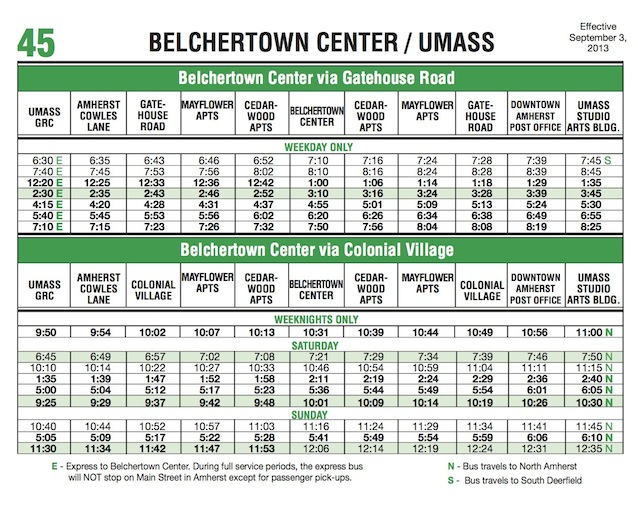 45
BELCHERTOWN CENTER / UMASS
Effective
September 3,
2013
Belchertown Center via Gatehouse Road
UMASS GRC AMHERST COWLES LANE GATE-HOUSE ROAD MAYFLOWER APTS CEDAR-WOOD APTS BELCHERTOWN CENTER CEDAR-WOOD APTS MAYFLOWER APTS GATE-HOUSE ROAD DOWNTOWN AMHERST POST OFFICE UMASS STUDIO ARTS BLDG.
WEEKDAY ONLY
6:30 E 6:35 6:43 6:46 6:52 7:10 7:16 7:24 7:28 7:39 7:45 S
7:40 E 7:45 7:53 7:56 8:02 8:10 8:16 8:24 8:28 8:39 8:45
12:20 E 12:25 12:33 12:36 12:42 1:00 1:06 1:14 1:18 1:29 1:35
2:30 E 2:35 2:43 2:46 2:52 3:10 3:16 3:24 3:28 3:39 3:45
4:15 E 4:20 4:28 4:31 4:37 4:55 5:01 5:09 5:13 5:24 5:30
5:40 E 5:45 5:53 5:56 6:02 6:20 6:26 6:34 6:38 6:49 6:55
7:10 E 7:15 7:23 7:26 7:32 7:50 7:56 8:04 8:08 8:19 8:25
Belchertown Center via Colonial Village
UMASS GRC AMHERST COWLES LANE COLONIAL VILLAGE MAYFLOWER APTS CEDAR-WOOD APTS BELCHERTOWN CENTER CEDAR-WOOD APTS MAYFLOWER APTS COLONIAL VILLAGE DOWNTOWN AMHERST POST OFFICE UMASS STUDIO ARTS BLDG.
WEEKNIGHTS ONLY
9:50 9:54 10:02 10:07 10:13 10:31 10:39 10:44 10:49 10:56 11:00 N
SATURDAY
6:45 6:49 6:57 7:02 7:08 7:21 7:29 7:34 7:39 7:46 7:50 N
10:10 10:14 10:22 10:27 10:33 10:46 10:54 10:59 11:04 11:11 11:15 N
1:35 1:39 1:47 1:52 1:58 2:11 2:19 2:24 2:29 2:36 2:40 N
5:00 5:04 5:12 5:17 5:23 5:36 5:44 5:49 5:54 6:01 6:05 N
9:25 9:29 9:37 9:42 9:48 10:01 10:09 10:14 10:19 10:26 10:30 N
SUNDAY
10:40 10:44 10:52 10:57 11:03 11:16 11:24 11:29 11:34 11:41 11:45 N
5:05 5:09 5:17 5:22 5:28 5:41 5:49 5:54 5:59 6:06 6:10 N
11:30 11:34 11:42 11:47 11:53 12:06 12:14 12:19 12:24 12:31 12:35 N
E - Express to Belchertown Center. During full service periods, the express bus
will NOT stop on Main Street in Amherst except for passenger pick-ups.
N - Bus travels to North Amherst
S - Bus travels to South Deerfield